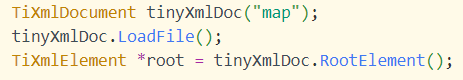 TiXmlDocument tinyXmlDoc("map");
tinyXmlDoc.LoadFile();
TiXmlElement *root = tinyXmlDoc.RootElement();